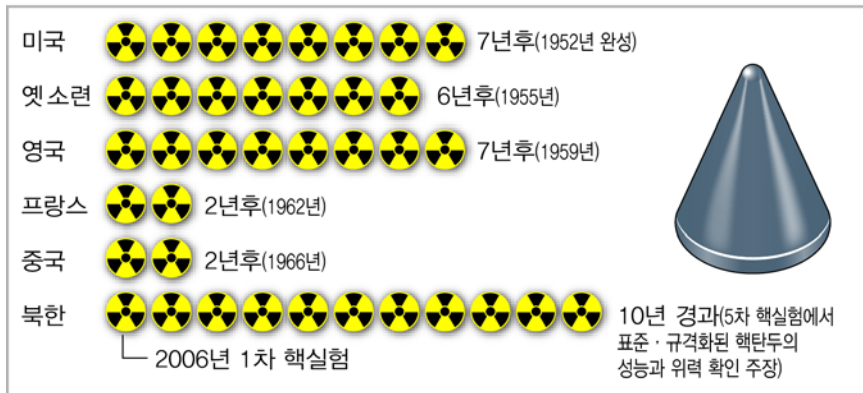 미국 7년후(1952년 완성)
옛 소련 6년후(1955년)
영국 7년후(1959년)
프랑스 2년후(1962년)
중국 2년후(1966년)
북한 10년 경과(5차 핵실험에서
표준·규격화된 핵탄두의
성능과 위력 확인 주장)
2006년 1차 핵실험